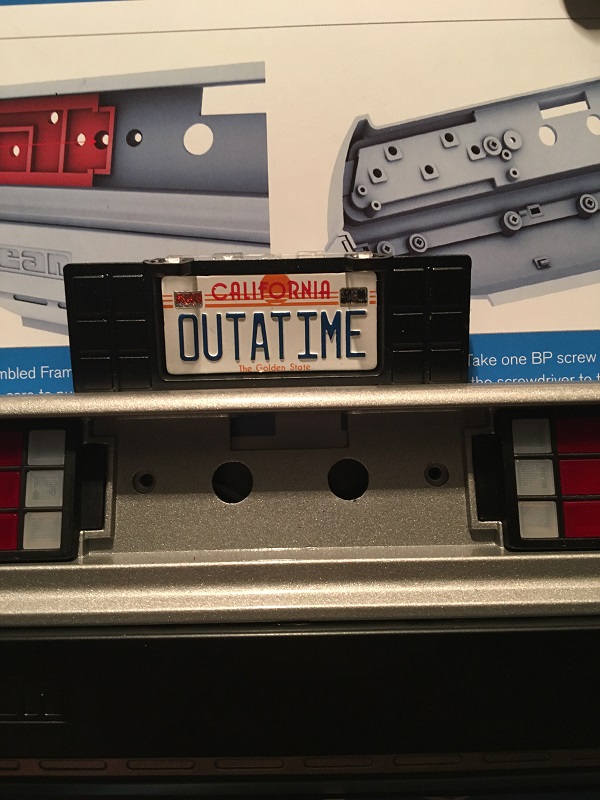 CALIFORNIA
OUTATIME
The Golden State
mbled Fram
Take one BP screw
the screwdriver to t